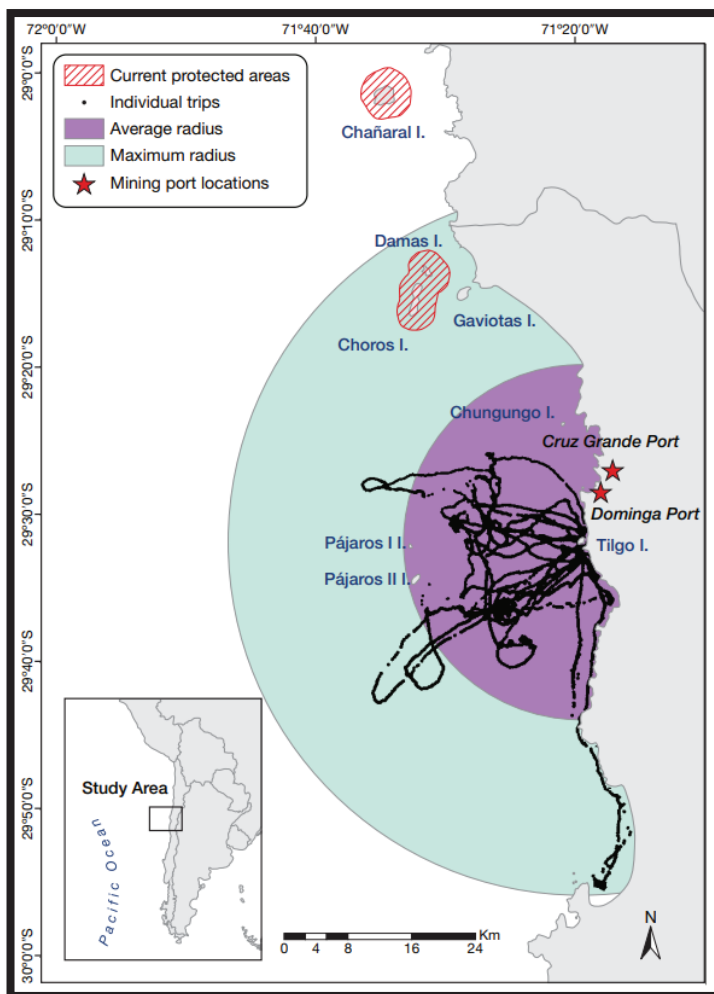 72°0'0"W
71°40'0"W
71°20'0"W
29°0'0"S
29°10'0"S
29°20'0"S
29°30'0"S
29°40'0"S
29°50'0"S
30°0'0"S
Current protected areas
Individual trips
Average radius
Maximum radius
Mining port locations
Chañaral I.
Damas I.
Gaviotas I.
Choros I.
Chungungo I.
Cruz Grande Port
Dominga Port
Pájaros I I.
Tilgo I.
Pájaros II I.
Study Area
Pacific Ocean
N
Km
0 4 8 16 24